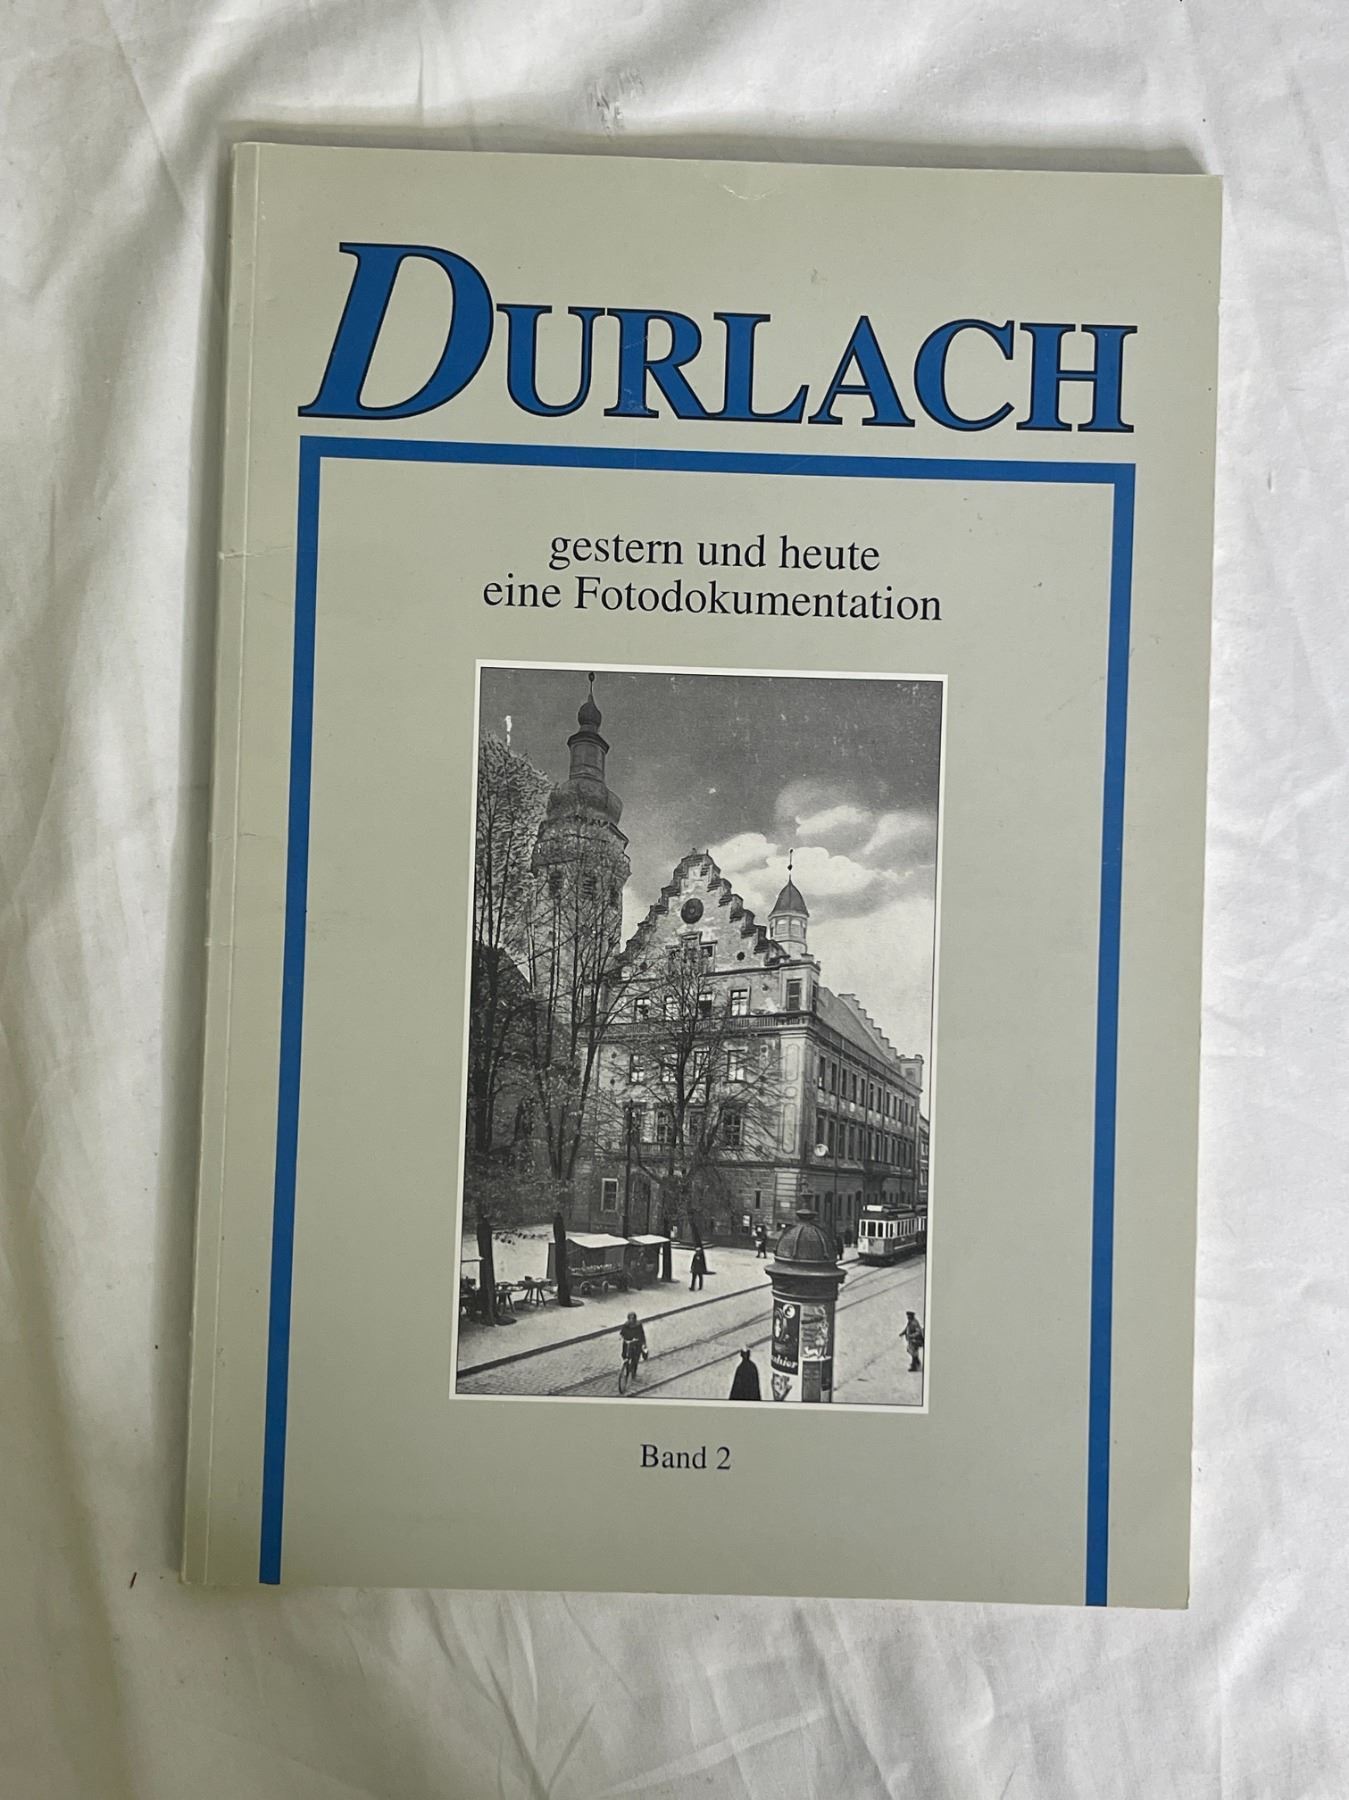 DURLACH
gestern und heute
eine Fotodokumentation
Band 2